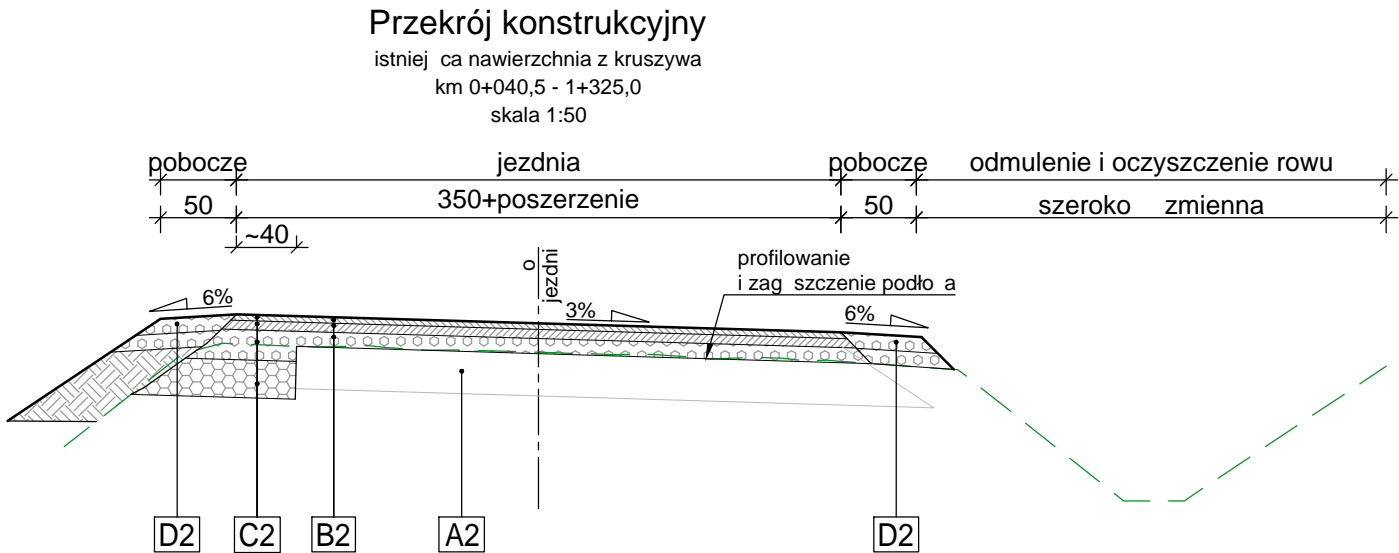 Przekrój konstrukcyjny
istniej ca nawierzchnia z kruszywa
km 0+040,5 - 1+325,0
skala 1:50
pobocze jezdnia pobocze odmulenie i oczyszczenie rowu
50 350+poszerzenie 50 szeroko zmienna
~40
o
jezdni
profilowanie
i zag szczenie podło a
6% 3% 6%
D2 C2 B2 A2 D2